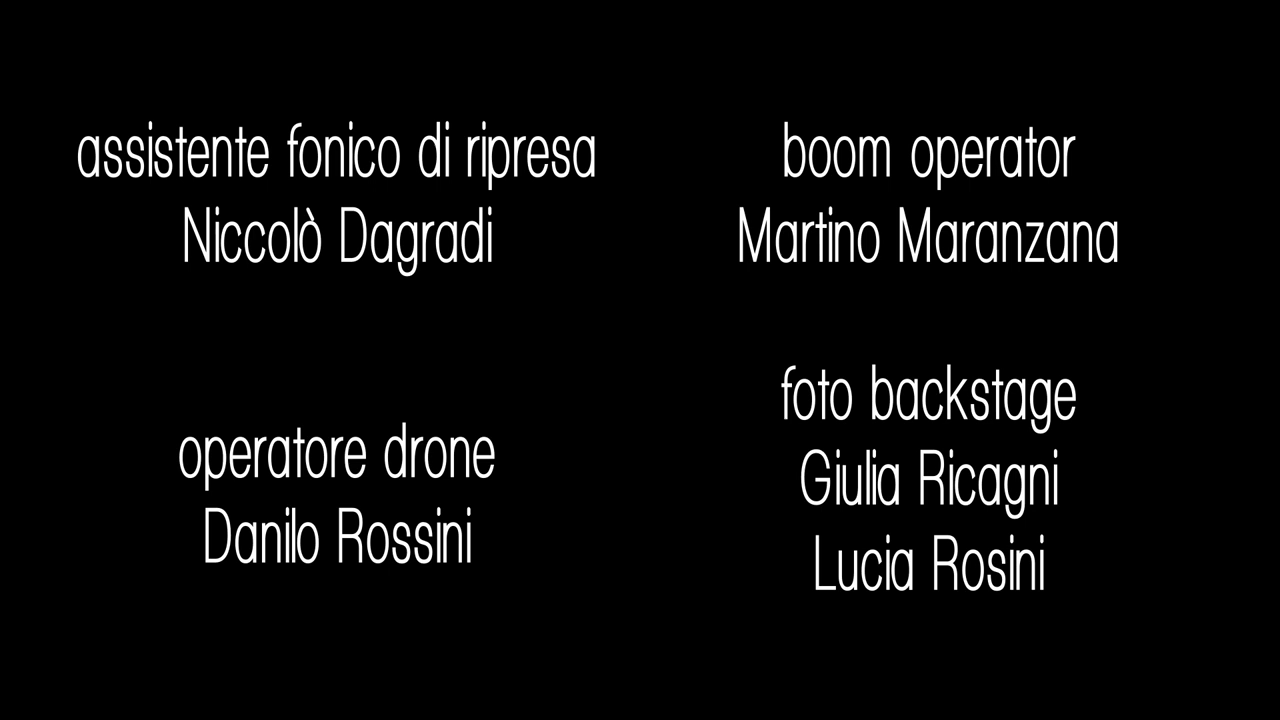 assistente fonico di ripresa
Niccolò Dagradi
boom operator
Martino Maranzana
operatore drone
Danilo Rossini
foto backstage
Giulia Ricagni
Lucia Rosini